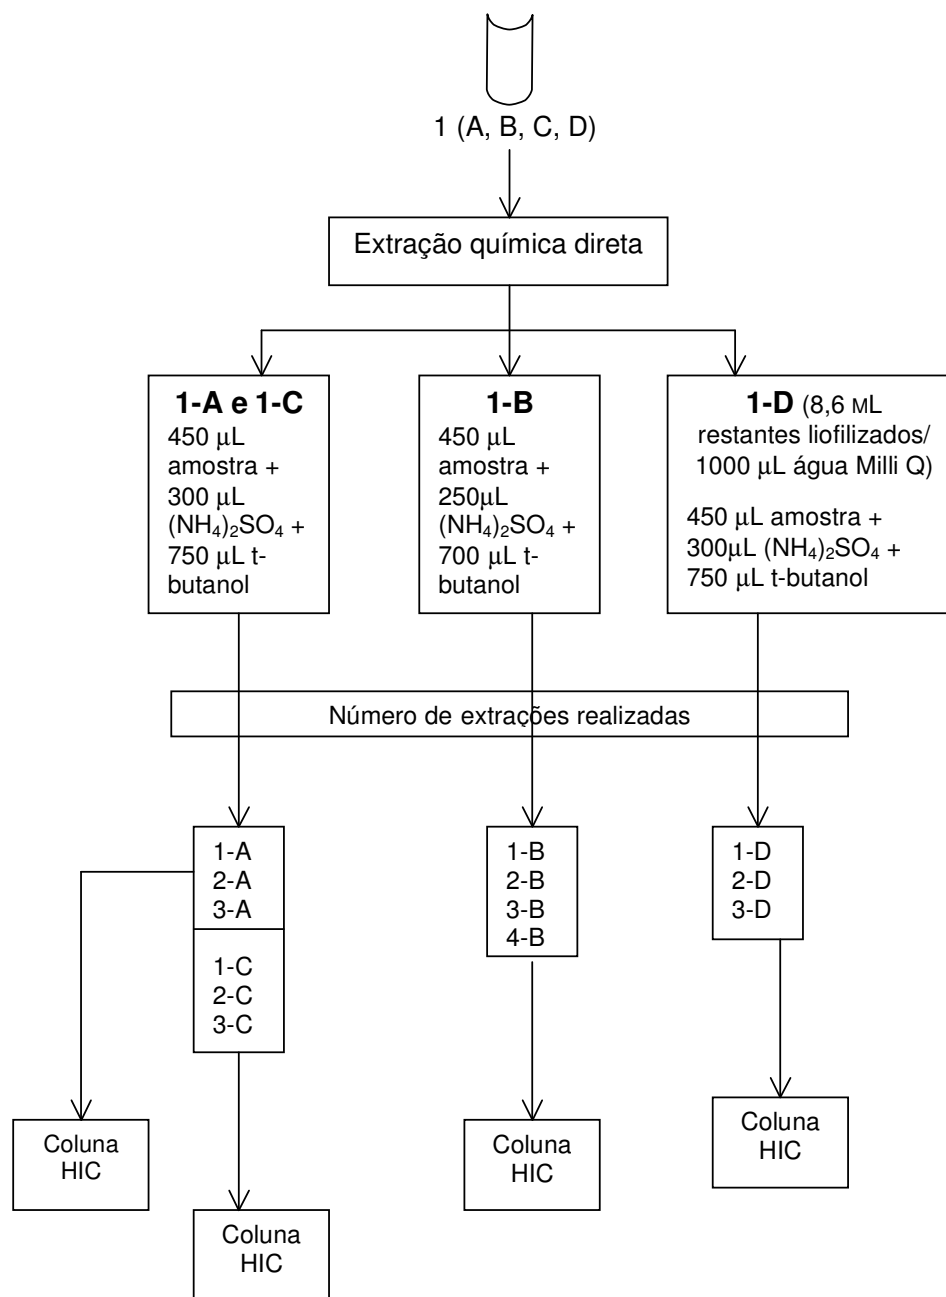 1 (A, B, C, D)
Extração química direta
1-A e 1-C
450 μL
amostra +
300 μL
(NH₄)₂SO₄ +
750 μL t-
butanol
1-B
450 μL
amostra +
250μL
(NH₄)₂SO₄ +
700 μL t-
butanol
1-D (8,6 ML
restantes liofilizados/
1000 μL água Milli Q)
450 μL amostra +
300μL (NH₄)₂SO₄ +
750 μL t-butanol
Número de extrações realizadas
1-A
2-A
3-A
1-C
2-C
3-C
1-B
2-B
3-B
4-B
1-D
2-D
3-D
Coluna
HIC
Coluna
HIC
Coluna
HIC
Coluna
HIC